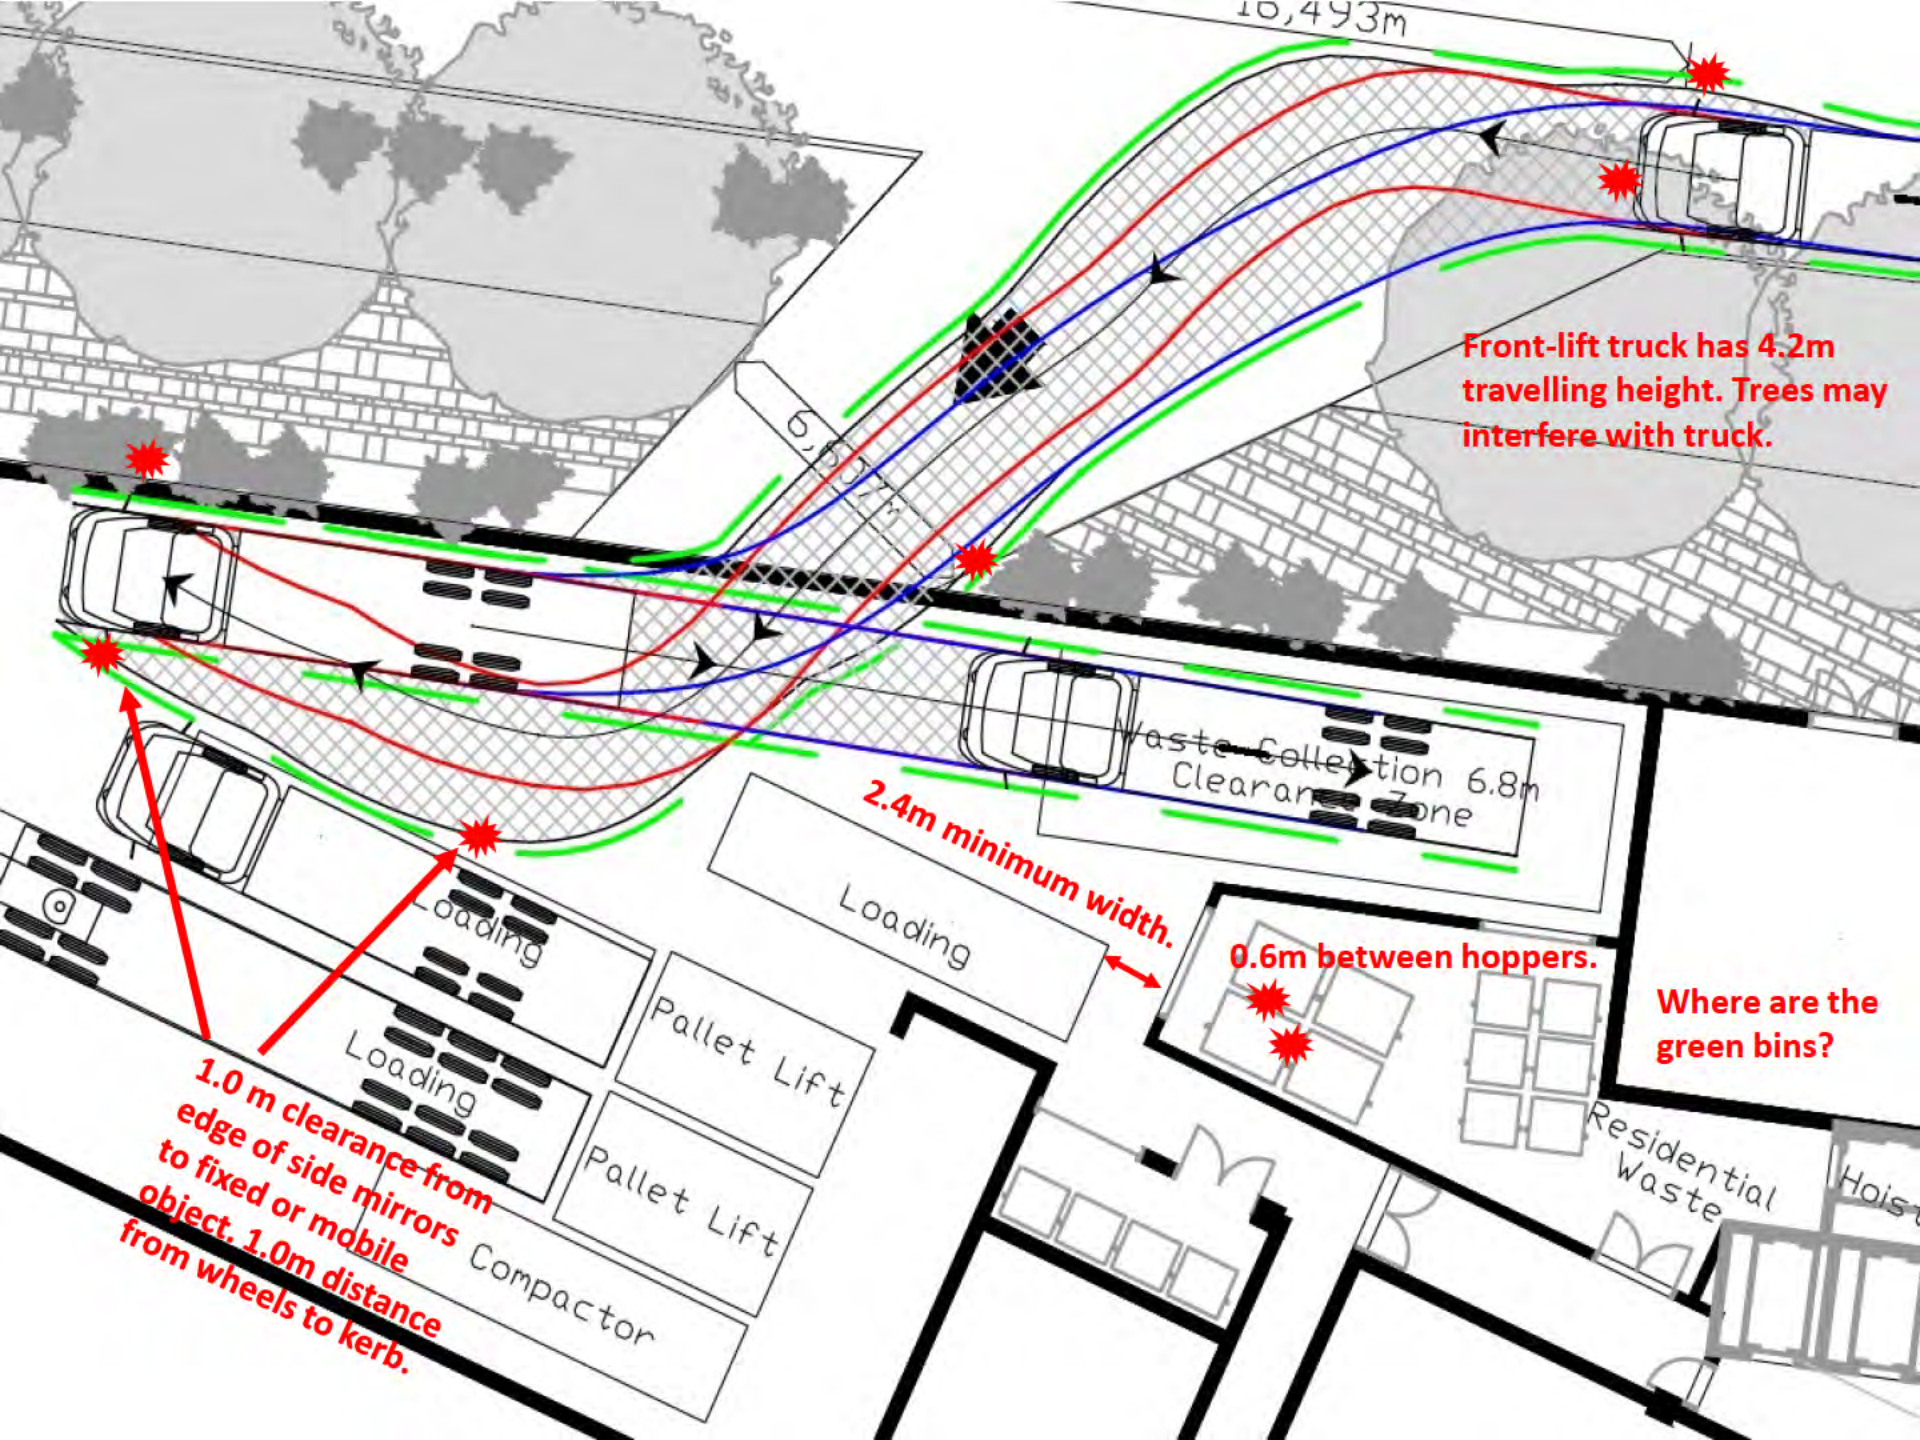 16,493m
Front-lift truck has 4.2m
travelling height. Trees may
interfere with truck.
Waste Collection 6.8m
Clearance Zone
2.4m minimum width.
Loading
0.6m between hoppers.
Where are the
green bins?
Loading
Pallet Lift
Loading
Pallet Lift
Compactor
1.0 m clearance from
edge of side mirrors
to fixed or mobile
object. 1.0m distance
from wheels to kerb.
Residential
Waste
Hoist